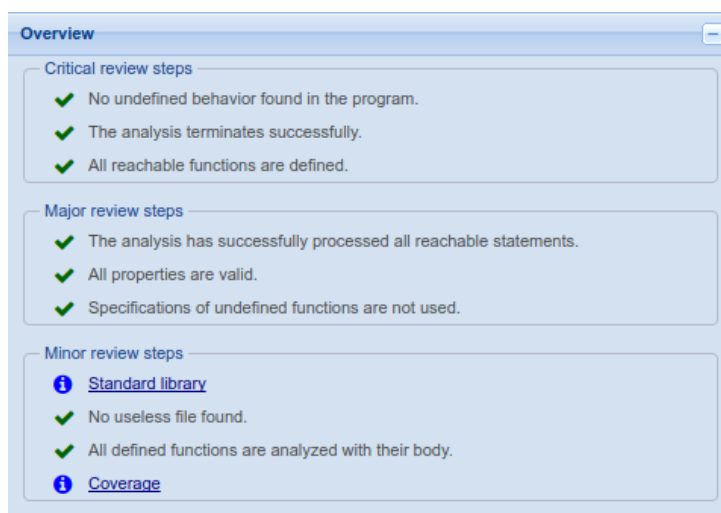 Overview
Critical review steps
No undefined behavior found in the program.
The analysis terminates successfully.
All reachable functions are defined.
Major review steps
The analysis has successfully processed all reachable statements.
All properties are valid.
Specifications of undefined functions are not used.
Minor review steps
Standard library
No useless file found.
All defined functions are analyzed with their body.
Coverage